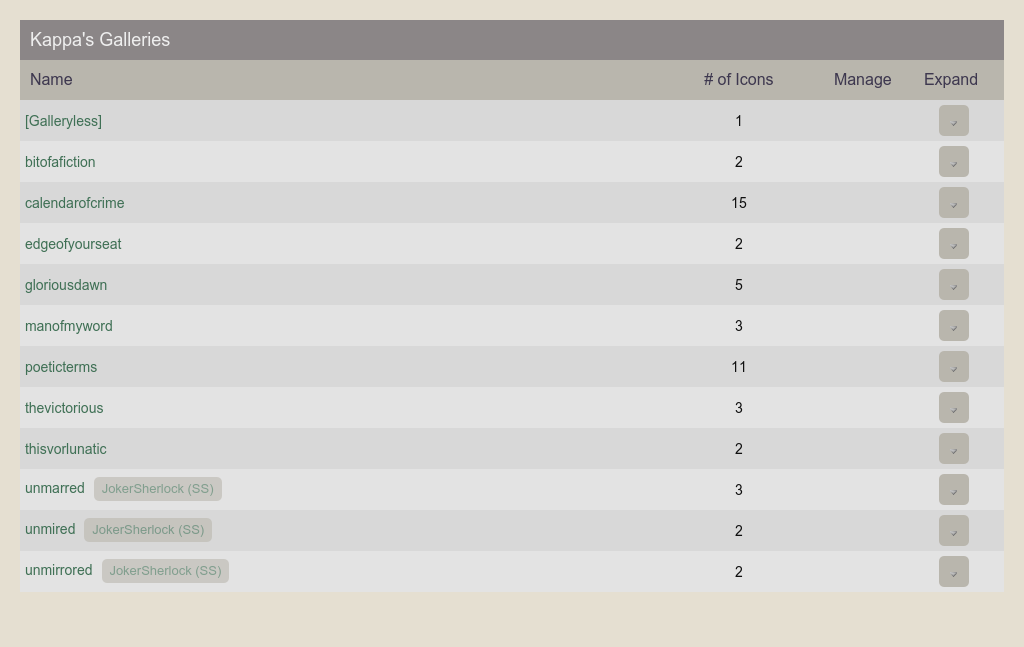 Kappa's Galleries
Name # of Icons Manage Expand
[Galleryless] 1
bitofafiction 2
calendarofcrime 15
edgeofyourseat 2
gloriousdawn 5
manofmyword 3
poeticterms 11
thevictorious 3
thisvorlunatic 2
unmarred JokerSherlock (SS) 3
unmired JokerSherlock (SS) 2
unmirrored JokerSherlock (SS) 2